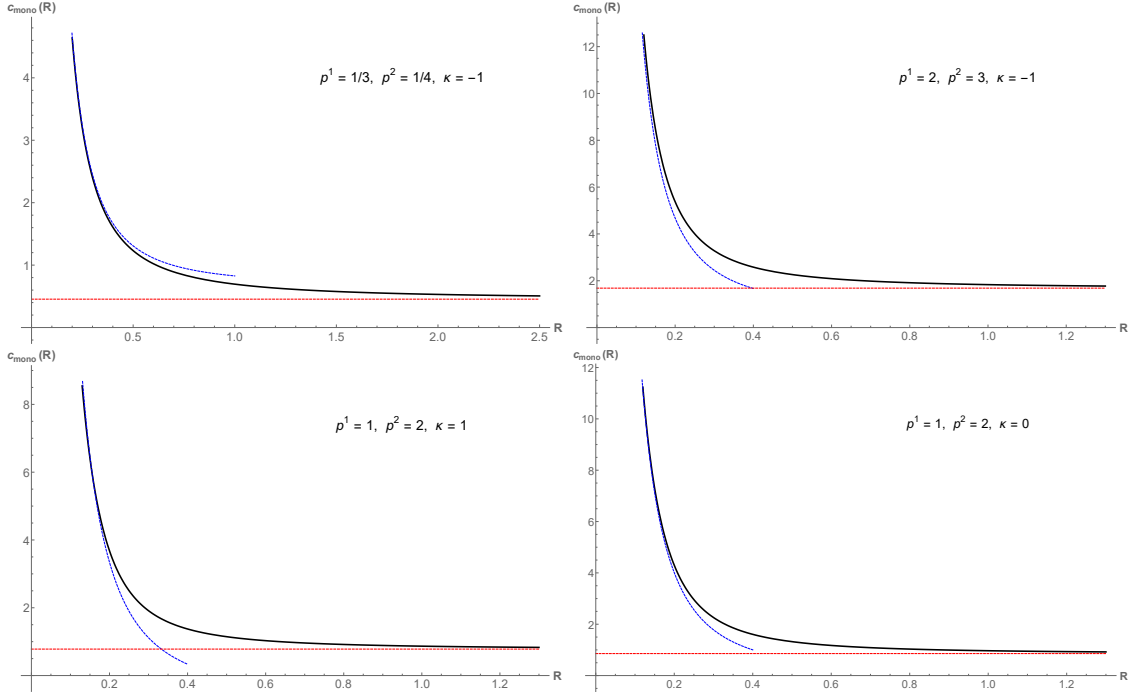 c_mono (R)
p¹ = 1/3, p² = 1/4, κ = −1
4
3
2
1
0.5 1.0 1.5 2.0 2.5 R
c_mono (R)
p¹ = 2, p² = 3, κ = −1
12
10
8
6
4
2
0.2 0.4 0.6 0.8 1.0 1.2 R
c_mono (R)
p¹ = 1, p² = 2, κ = 1
8
6
4
2
0.2 0.4 0.6 0.8 1.0 1.2 R
c_mono (R)
12
p¹ = 1, p² = 2, κ = 0
10
8
6
4
2
0.2 0.4 0.6 0.8 1.0 1.2 R